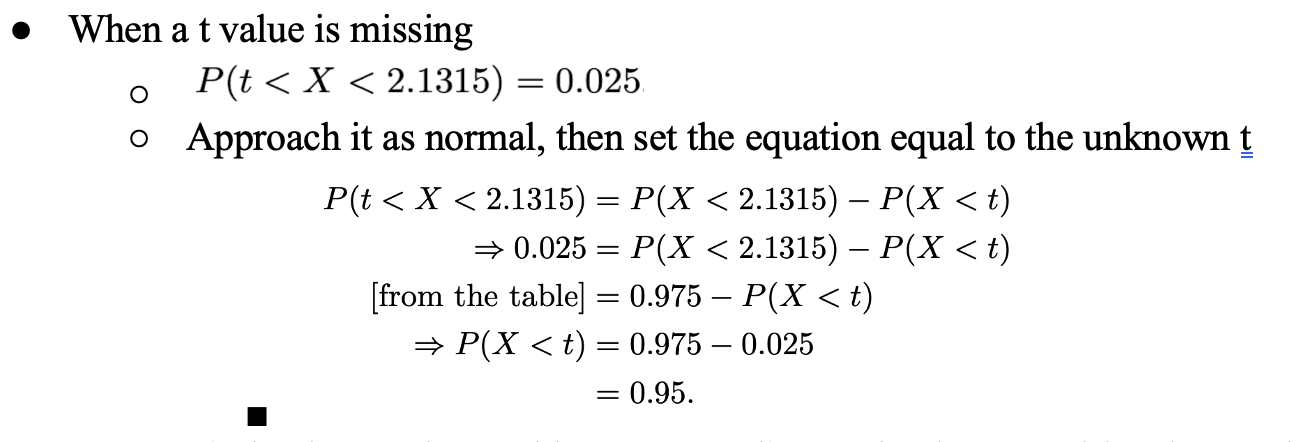 ● When a t value is missing
○ P(t < X < 2.1315) = 0.025
○ Approach it as normal, then set the equation equal to the unknown t
P(t < X < 2.1315) = P(X < 2.1315) − P(X < t)
⇒ 0.025 = P(X < 2.1315) − P(X < t)
[from the table] = 0.975 − P(X < t)
⇒ P(X < t) = 0.975 − 0.025
= 0.95.
■